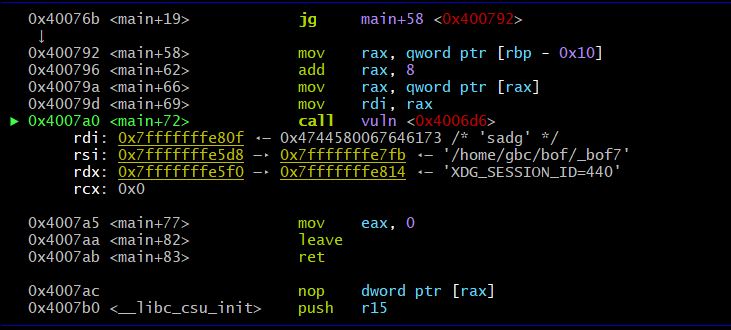 0x40076b <main+19> jg main+58 <0x400792>
↓
0x400792 <main+58> mov rax, qword ptr [rbp - 0x10]
0x400796 <main+62> add rax, 8
0x40079a <main+66> mov rax, qword ptr [rax]
0x40079d <main+69> mov rdi, rax
► 0x4007a0 <main+72> call vuln <0x4006d6>
rdi: 0x7fffffffe80f ◂— 0x4744580067646173 /* 'sadg' */
rsi: 0x7fffffffe5d8 —▸ 0x7fffffffe7fb ◂— '/home/gbc/bof/_bof7'
rdx: 0x7fffffffe5f0 —▸ 0x7fffffffe814 ◂— 'XDG_SESSION_ID=440'
rcx: 0x0
0x4007a5 <main+77> mov eax, 0
0x4007aa <main+82> leave
0x4007ab <main+83> ret
0x4007ac nop dword ptr [rax]
0x4007b0 <__libc_csu_init> push r15